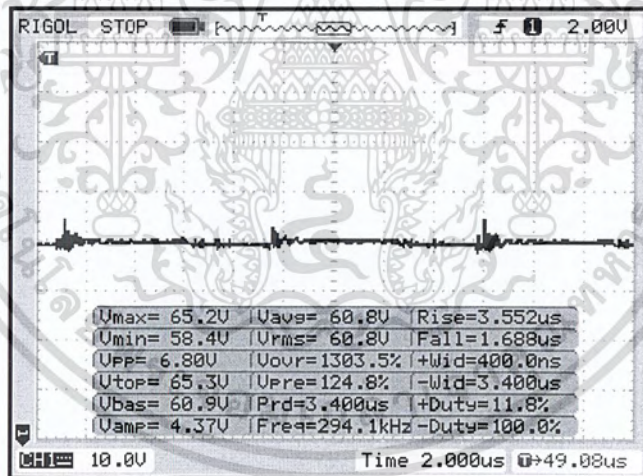 RIGOL STOP 1 2.00V
T
T
Vmax= 65.2V Vavg= 60.8V Rise=3.552us
Vmin= 58.4V Vrms= 60.8V Fall=1.688us
Vpp= 6.80V Vovr=1303.5% +Wid=400.0ns
Vtop= 65.3V Vpre=124.8% -Wid=3.400us
Vbas= 60.9V Prd=3.400us +Duty=11.8%
Vamp= 4.37V Freq=294.1kHz -Duty=100.0%
CH1 10.0V Time 2.000us T→49.08us